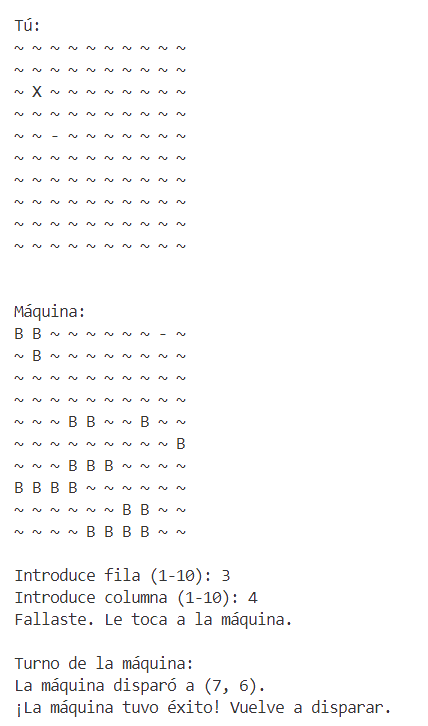 Tú:
~ ~ ~ ~ ~ ~ ~ ~ ~ ~
~ ~ ~ ~ ~ ~ ~ ~ ~ ~
~ X ~ ~ ~ ~ ~ ~ ~ ~
~ ~ ~ ~ ~ ~ ~ ~ ~ ~
~ ~ - ~ ~ ~ ~ ~ ~ ~
~ ~ ~ ~ ~ ~ ~ ~ ~ ~
~ ~ ~ ~ ~ ~ ~ ~ ~ ~
~ ~ ~ ~ ~ ~ ~ ~ ~ ~
~ ~ ~ ~ ~ ~ ~ ~ ~ ~
~ ~ ~ ~ ~ ~ ~ ~ ~ ~
Máquina:
B B ~ ~ ~ ~ ~ ~ - ~
~ B ~ ~ ~ ~ ~ ~ ~ ~
~ ~ ~ ~ ~ ~ ~ ~ ~ ~
~ ~ ~ ~ ~ ~ ~ ~ ~ ~
~ ~ ~ B B ~ ~ B ~ ~
~ ~ ~ ~ ~ ~ ~ ~ ~ B
~ ~ ~ B B B ~ ~ ~ ~
B B B B ~ ~ ~ ~ ~ ~
~ ~ ~ ~ ~ ~ B B ~ ~
~ ~ ~ ~ B B B B ~ ~
Introduce fila (1-10): 3
Introduce columna (1-10): 4
Fallaste. Le toca a la máquina.
Turno de la máquina:
La máquina disparó a (7, 6).
¡La máquina tuvo éxito! Vuelve a disparar.